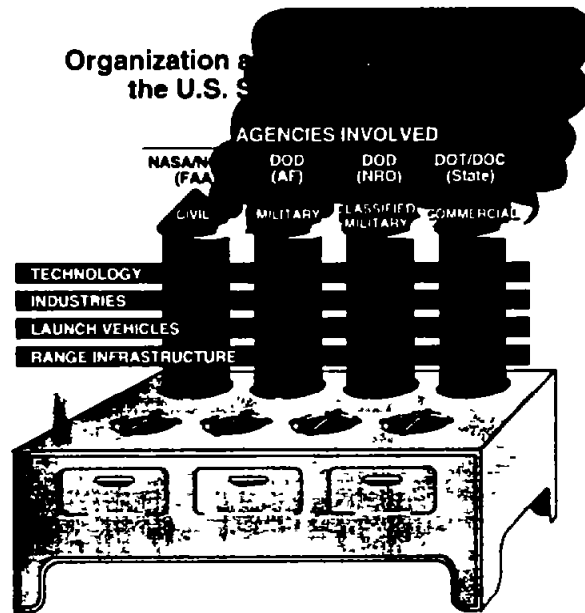 Organization a
the U.S. S
AGENCIES INVOLVED
NASA/N
(FAA
DOD
(AF)
DOD
(NRO)
DOT/DOC
(State)
CIVIL
MILITARY
CLASSIFIED
MILITARY
COMMERCIAL
TECHNOLOGY
INDUSTRIES
LAUNCH VEHICLES
RANGE INFRASTRUCTURE